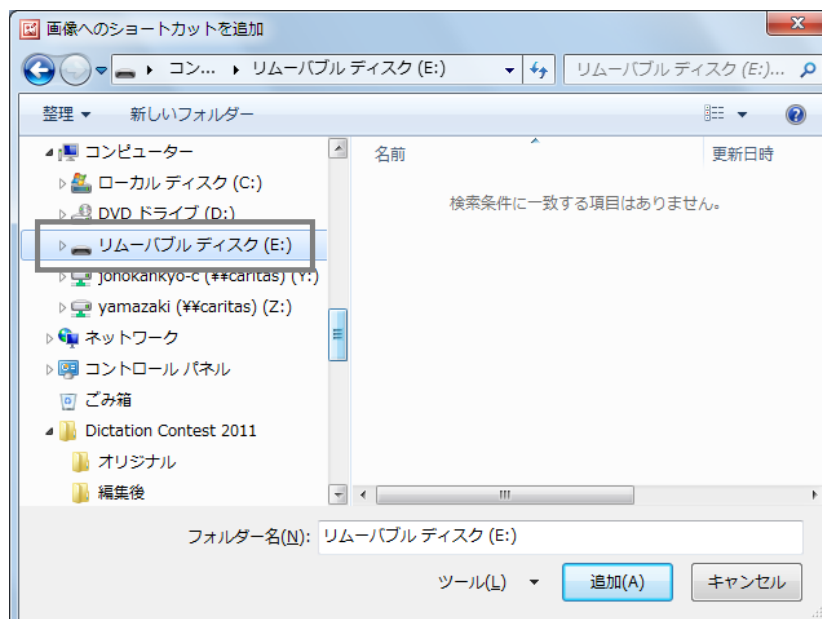 画像へのショートカットを追加
コン... リムーバブル ディスク (E:)
リムーバブル ディスク (E:)...
整理
新しいフォルダー
コンピューター
ローカル ディスク (C:)
DVD ドライブ (D:)
リムーバブル ディスク (E:)
johokankyo-c (¥¥caritas) (Y:)
yamazaki (¥¥caritas) (Z:)
ネットワーク
コントロール パネル
ごみ箱
Dictation Contest 2011
オリジナル
編集後
名前
更新日時
検索条件に一致する項目はありません。
フォルダー名(N): リムーバブル ディスク (E:)
ツール(L)
追加(A)
キャンセル